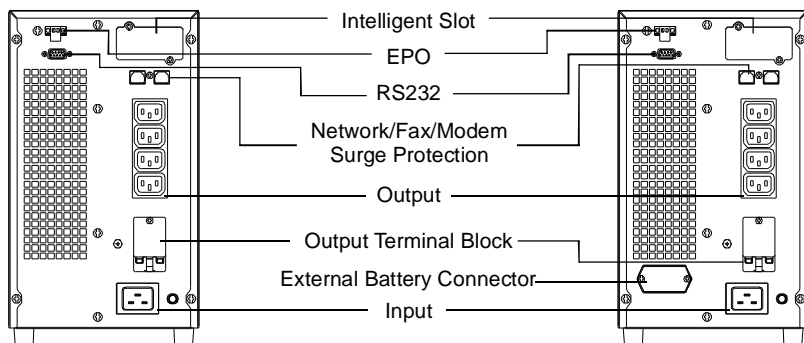 Intelligent Slot
EPO
RS232
Network/Fax/Modem
Surge Protection
Output
Output Terminal Block
External Battery Connector
Input